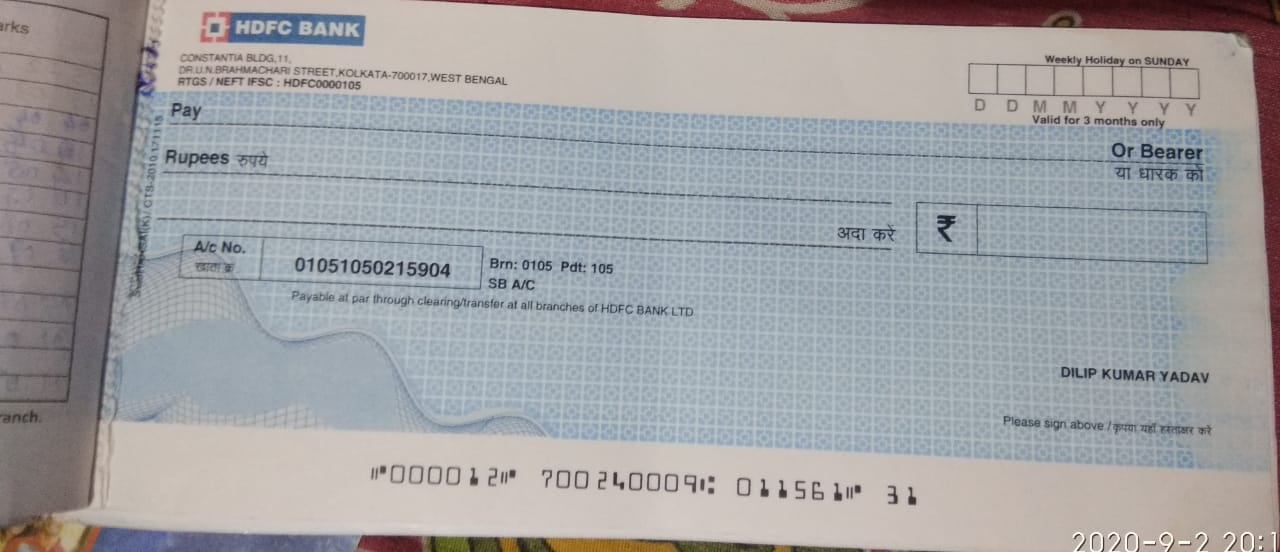 arks
HDFC BANK
CONSTANTIA BLDG,11,
DR.U.N.BRAHMACHARI STREET,KOLKATA-700017,WEST BENGAL
RTGS / NEFT IFSC : HDFC0000105
Weekly Holiday on SUNDAY
D D M M Y Y Y Y
Valid for 3 months only
Pay
Or Bearer
या धारक को
Rupees रुपये
अदा करें ₹
A/c No.
खाता क्र
01051050215904
Brn: 0105 Pdt: 105
SB A/C
Payable at par through clearing/transfer at all branches of HDFC BANK LTD
CTS-2010
DILIP KUMAR YADAV
Please sign above / कृपया यहाँ हस्ताक्षर करे
ranch.
⑈000012⑈ 700240009⑆ 011561⑈ 31
2020-9-2 20:1